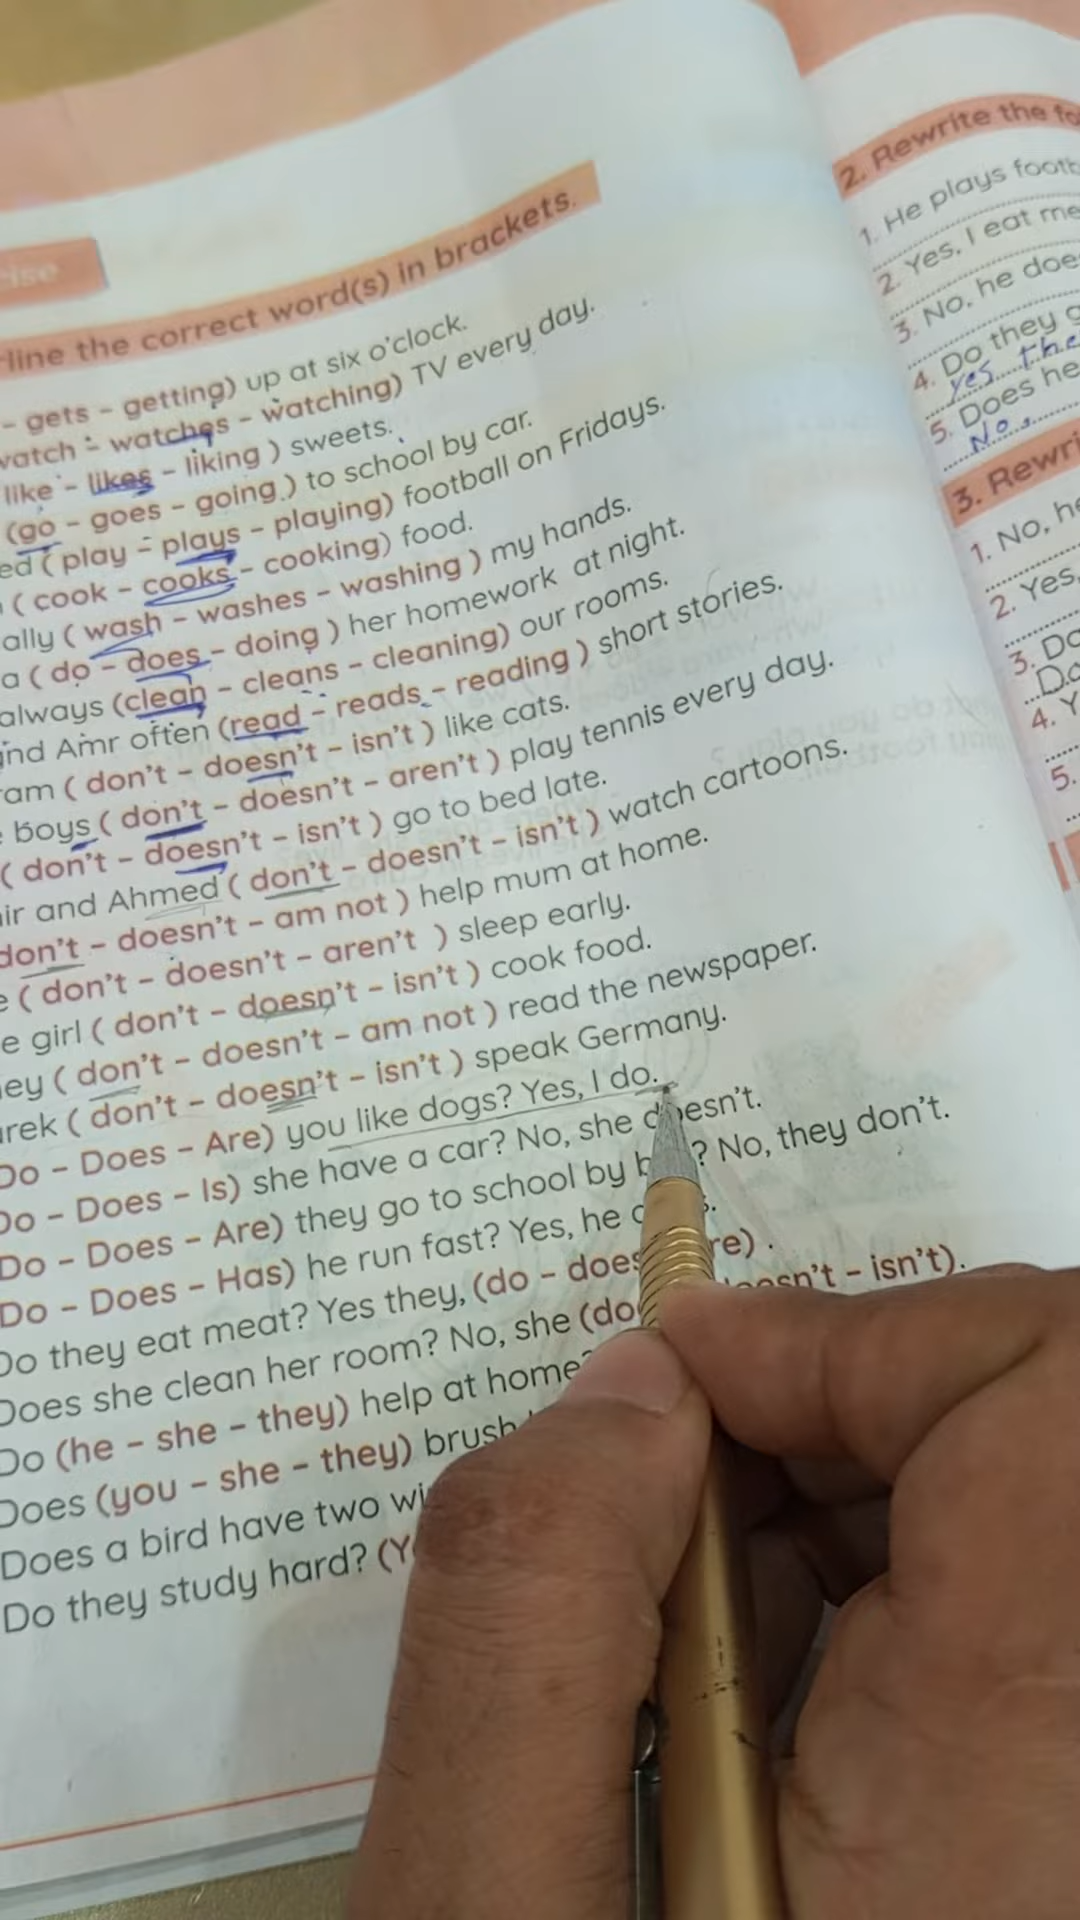 line the correct word(s) in brackets.
- gets - getting) up at six o'clock.
watch - watches - watching) TV every day.
like - likes - liking ) sweets.
(go - goes - going ) to school by car.
ed ( play - plays - playing) football on Fridays.
( cook - cooks - cooking) food.
ally ( wash - washes - washing ) my hands.
a ( do - does - doing ) her homework at night.
always (clean - cleans - cleaning) our rooms.
and Amr often (read - reads - reading ) short stories.
am ( don't - doesn't - isn't ) like cats.
boys ( don't - doesn't - aren't ) play tennis every day.
( don't - doesn't - isn't ) go to bed late.
ir and Ahmed ( don't - doesn't - isn't ) watch cartoons.
don't - doesn't - am not ) help mum at home.
e ( don't - doesn't - aren't ) sleep early.
e girl ( don't - doesn't - isn't ) cook food.
ey ( don't - doesn't - am not ) read the newspaper.
rek ( don't - doesn't - isn't ) speak Germany.
Do - Does - Are) you like dogs? Yes, I do.
Do - Does - Is) she have a car? No, she doesn't.
Do - Does - Are) they go to school by b ? No, they don't.
Do - Does - Has) he run fast? Yes, he
Do they eat meat? Yes they, (do - does re) .
Does she clean her room? No, she (do esn't - isn't).
Do (he - she - they) help at home?
Does (you - she - they) brush
Does a bird have two wi
Do they study hard? (Y
2. Rewrite the fo
1. He plays footb
2. Yes, I eat me
3. No, he doe
4. Do they g
yes the
5. Does he
No
3. Rewri
1. No, he
2. Yes,
3. Do
Do
4. Y
5.